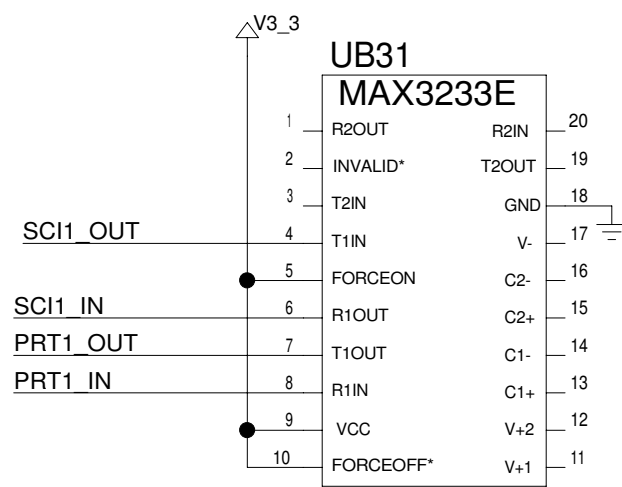 V3_3
UB31
MAX3233E
1 R2OUT R2IN 20
2 INVALID* T2OUT 19
3 T2IN GND 18
SCI1_OUT 4 T1IN V- 17
5 FORCEON C2- 16
SCI1_IN 6 R1OUT C2+ 15
PRT1_OUT 7 T1OUT C1- 14
PRT1_IN 8 R1IN C1+ 13
9 VCC V+2 12
10 FORCEOFF* V+1 11